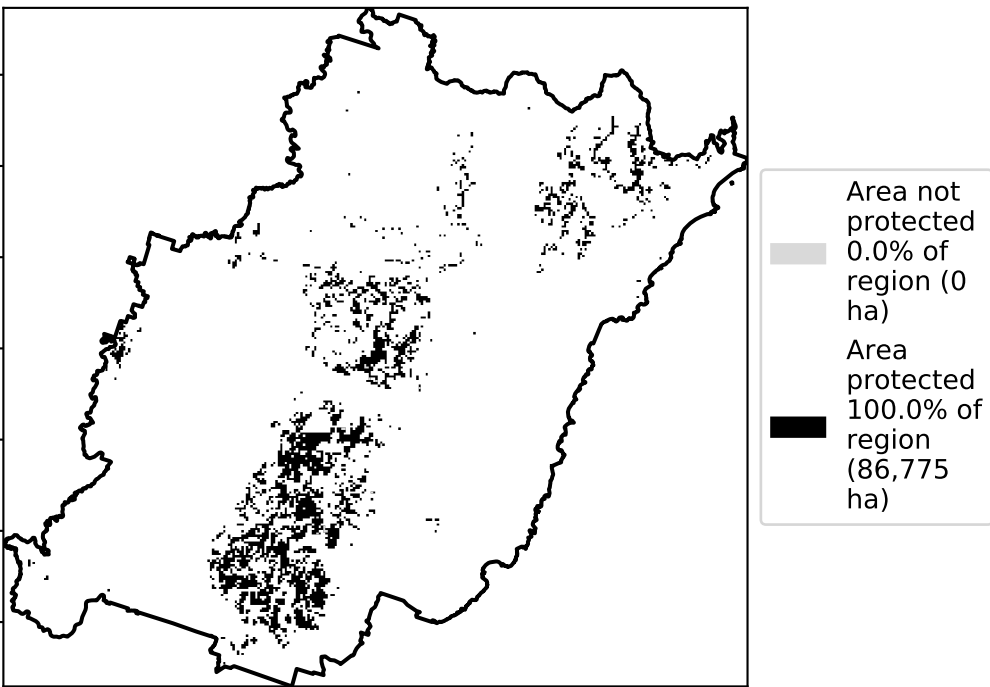 Area not
protected
0.0% of
region (0
ha)
Area
protected
100.0% of
region
(86,775
ha)